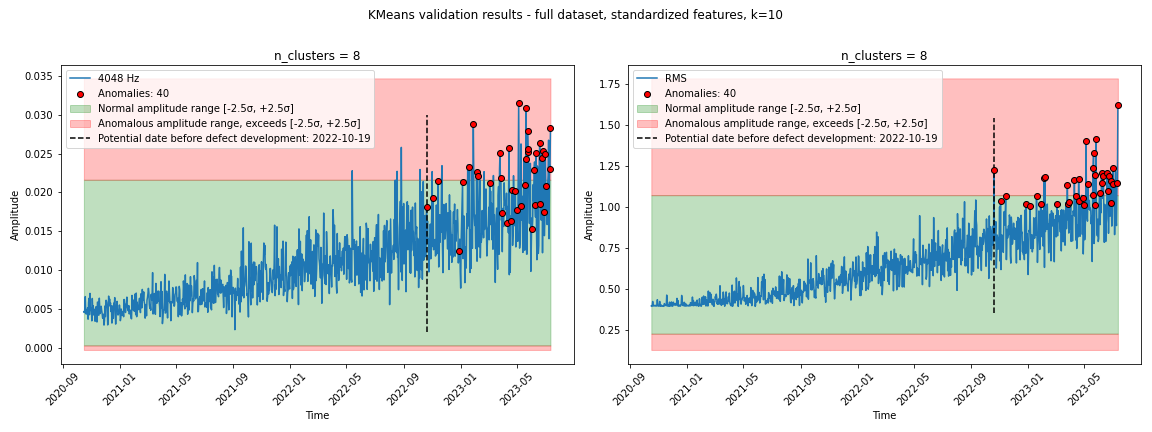 KMeans validation results - full dataset, standardized features, k=10
n_clusters = 8
4048 Hz
Anomalies: 40
Normal amplitude range [-2.5σ, +2.5σ]
Anomalous amplitude range, exceeds [-2.5σ, +2.5σ]
Potential date before defect development: 2022-10-19
Amplitude
0.035
0.030
0.025
0.020
0.015
0.010
0.005
0.000
2020-09
2021-01
2021-05
2021-09
2022-01
2022-05
2022-09
2023-01
2023-05
Time
n_clusters = 8
RMS
Anomalies: 40
Normal amplitude range [-2.5σ, +2.5σ]
Anomalous amplitude range, exceeds [-2.5σ, +2.5σ]
Potential date before defect development: 2022-10-19
Amplitude
1.75
1.50
1.25
1.00
0.75
0.50
0.25
2020-09
2021-01
2021-05
2021-09
2022-01
2022-05
2022-09
2023-01
2023-05
Time